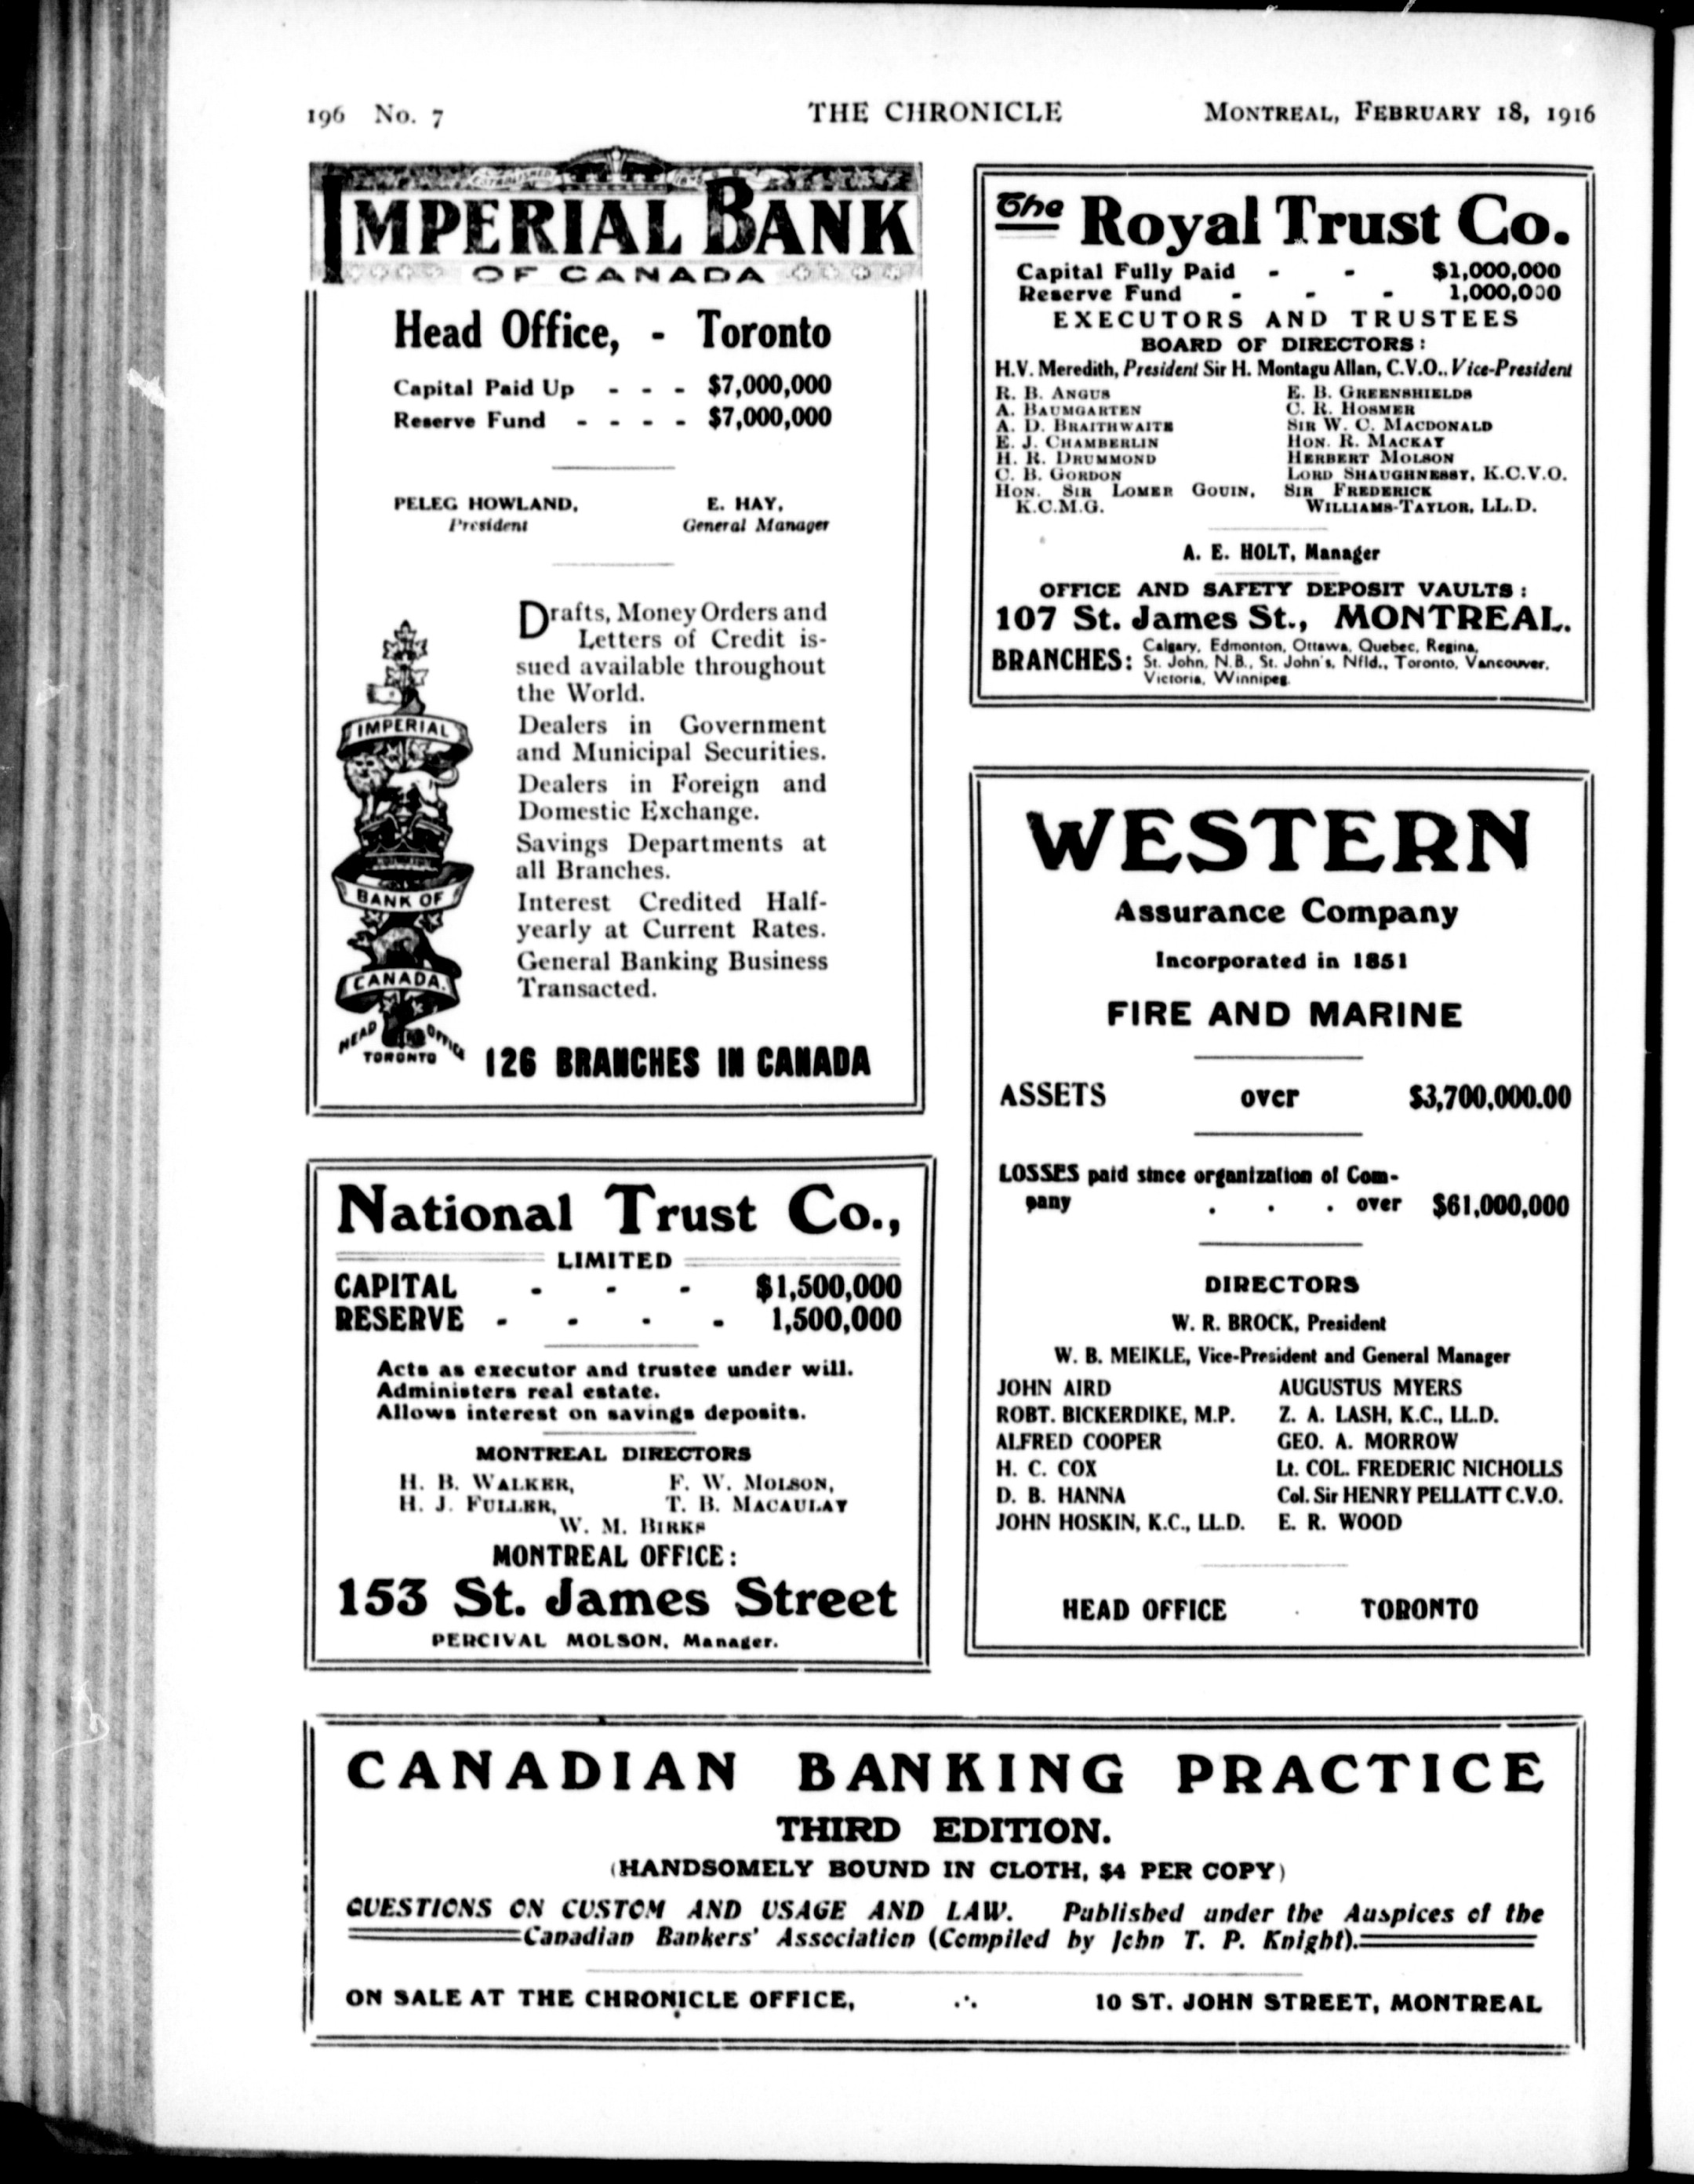 196 No. 7 THE CHRONICLE MONTREAL, FEBRUARY 18, 1916
ESTABLISHED
IMPERIAL BANK
OF CANADA
Head Office, - Toronto
Capital Paid Up - - - $7,000,000
Reserve Fund - - - - $7,000,000
PELEG HOWLAND, E. HAY,
President General Manager
Drafts, Money Orders and
Letters of Credit is-
sued available throughout
the World.
Dealers in Government
and Municipal Securities.
Dealers in Foreign and
Domestic Exchange.
Savings Departments at
all Branches.
Interest Credited Half-
yearly at Current Rates.
General Banking Business
Transacted.
IMPERIAL
BANK OF
CANADA.
HEAD OFFICE
TORONTO
126 BRANCHES IN CANADA
National Trust Co.,
LIMITED
CAPITAL - - - $1,500,000
RESERVE - - - - 1,500,000
Acts as executor and trustee under will.
Administers real estate.
Allows interest on savings deposits.
MONTREAL DIRECTORS
H. B. WALKER, F. W. MOLSON,
H. J. FULLER, T. B. MACAULAY
W. M. BIRKS
MONTREAL OFFICE:
153 St. James Street
PERCIVAL MOLSON, Manager.
The Royal Trust Co.
Capital Fully Paid - - $1,000,000
Reserve Fund - - - 1,000,000
EXECUTORS AND TRUSTEES
BOARD OF DIRECTORS:
H.V. Meredith, President Sir H. Montagu Allan, C.V.O., Vice-President
R. B. ANGUS E. B. GREENSHIELDS
A. BAUMGARTEN C. R. HOSMER
A. D. BRAITHWAITE SIR W. C. MACDONALD
E. J. CHAMBERLIN HON. R. MACKAY
H. R. DRUMMOND HERBERT MOLSON
C. B. GORDON LORD SHAUGHNESSY, K.C.V.O.
HON. SIR LOMER GOUIN, SIR FREDERICK
K.C.M.G. WILLIAMS-TAYLOR, LL.D.
A. E. HOLT, Manager
OFFICE AND SAFETY DEPOSIT VAULTS:
107 St. James St., MONTREAL.
BRANCHES: Calgary, Edmonton, Ottawa, Quebec, Regina,
St. John, N.B., St. John's, Nfld., Toronto, Vancouver,
Victoria, Winnipeg.
WESTERN
Assurance Company
Incorporated in 1851
FIRE AND MARINE
ASSETS over $3,700,000.00
LOSSES paid since organization of Com-
pany . . . over $61,000,000
DIRECTORS
W. R. BROCK, President
W. B. MEIKLE, Vice-President and General Manager
JOHN AIRD AUGUSTUS MYERS
ROBT. BICKERDIKE, M.P. Z. A. LASH, K.C., LL.D.
ALFRED COOPER GEO. A. MORROW
H. C. COX Lt. COL. FREDERIC NICHOLLS
D. B. HANNA Col. Sir HENRY PELLATT C.V.O.
JOHN HOSKIN, K.C., LL.D. E. R. WOOD
HEAD OFFICE . TORONTO
CANADIAN BANKING PRACTICE
THIRD EDITION.
(HANDSOMELY BOUND IN CLOTH, $4 PER COPY)
QUESTIONS ON CUSTOM AND USAGE AND LAW. Published under the Auspices of the
Canadian Bankers' Association (Compiled by John T. P. Knight).
ON SALE AT THE CHRONICLE OFFICE, ∴ 10 ST. JOHN STREET, MONTREAL